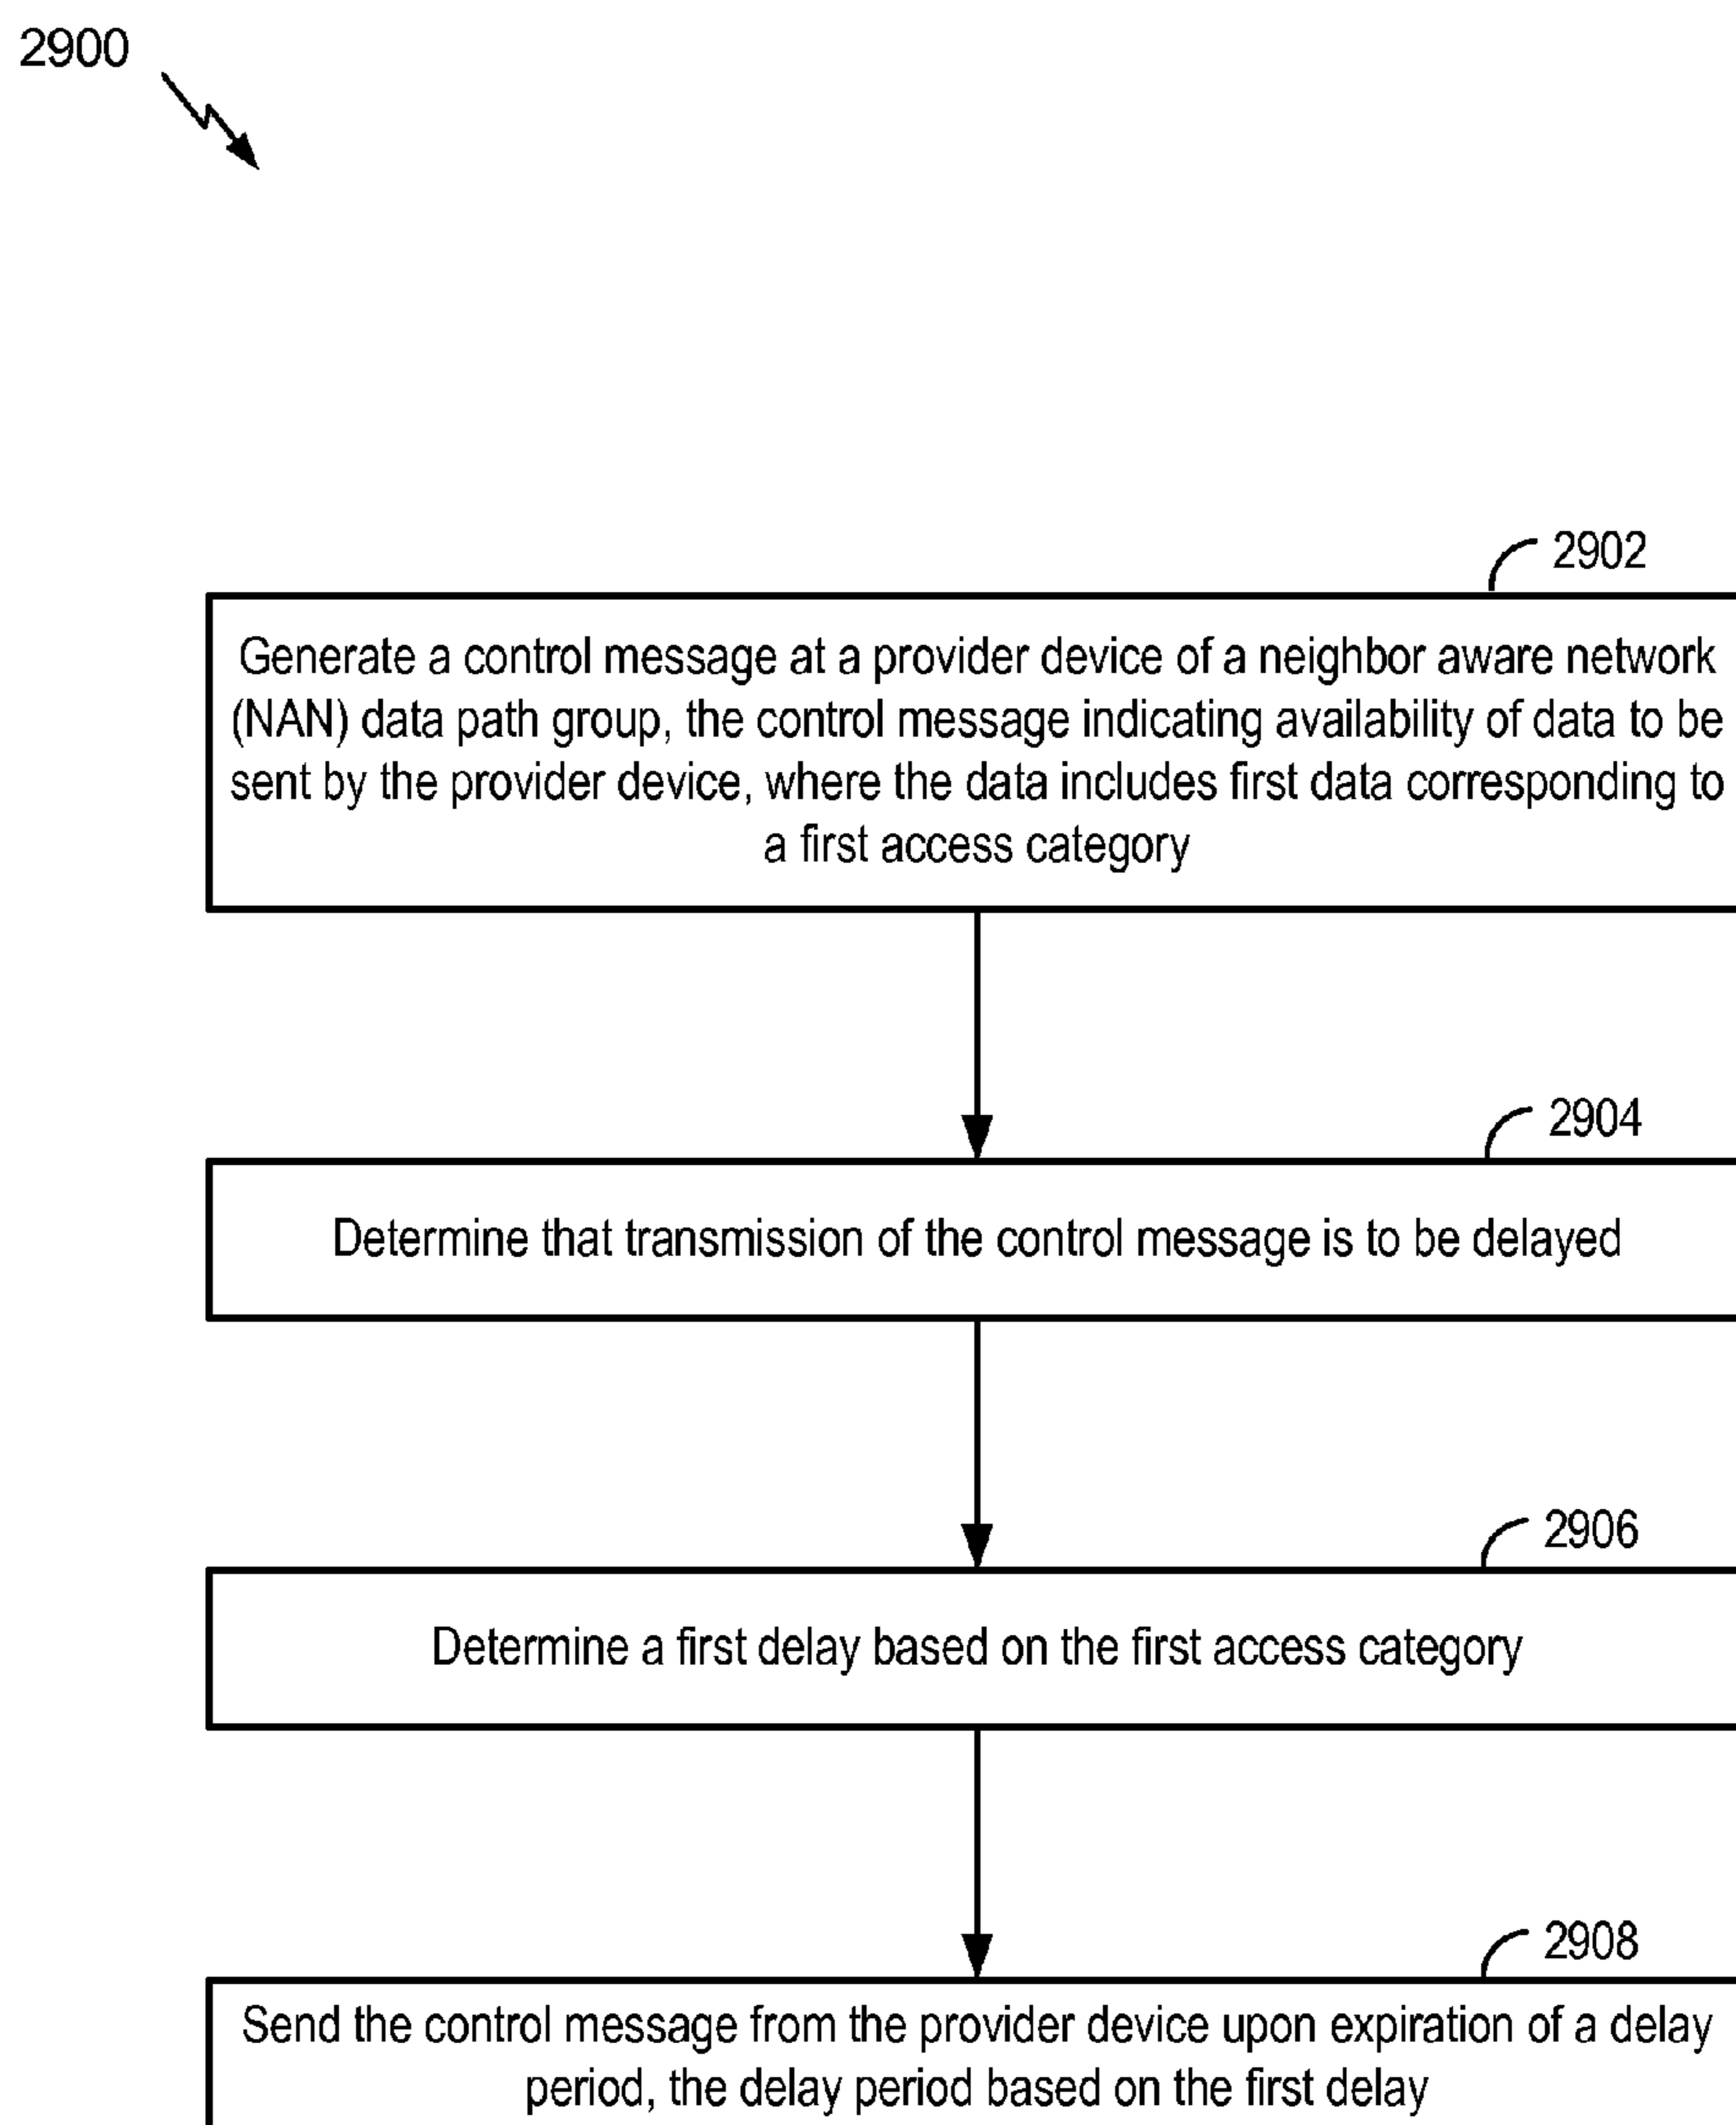 2900
2902
Generate a control message at a provider device of a neighbor aware network
(NAN) data path group, the control message indicating availability of data to be
sent by the provider device, where the data includes first data corresponding to
a first access category
2904
Determine that transmission of the control message is to be delayed
2906
Determine a first delay based on the first access category
2908
Send the control message from the provider device upon expiration of a delay
period, the delay period based on the first delay